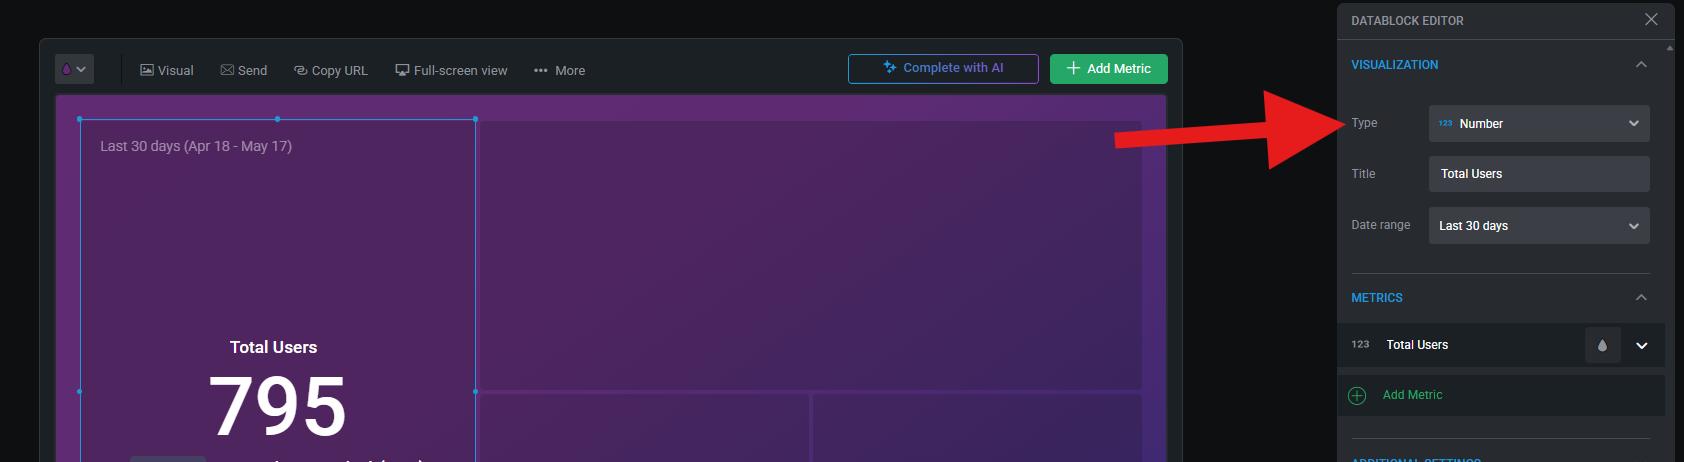 DATABLOCK EDITOR
Visual
Send
Copy URL
Full-screen view
More
Complete with AI
Add Metric
VISUALIZATION
Last 30 days (Apr 18 - May 17)
Type
123 Number
Title
Total Users
Date range
Last 30 days
METRICS
Total Users
795
123 Total Users
Add Metric
ADDITIONAL SETTINGS